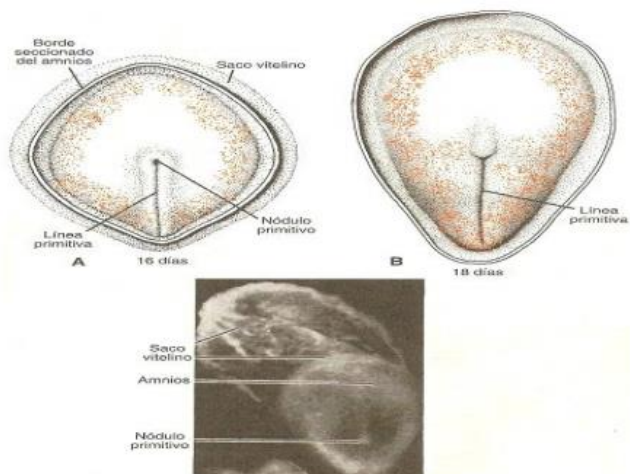 Borde
seccionado
del amnios
Saco vitelino
Línea
primitiva
Nódulo
primitivo
A
16 días
Línea
primitiva
B
18 días
Saco
vitelino
Amnios
Nódulo
primitivo